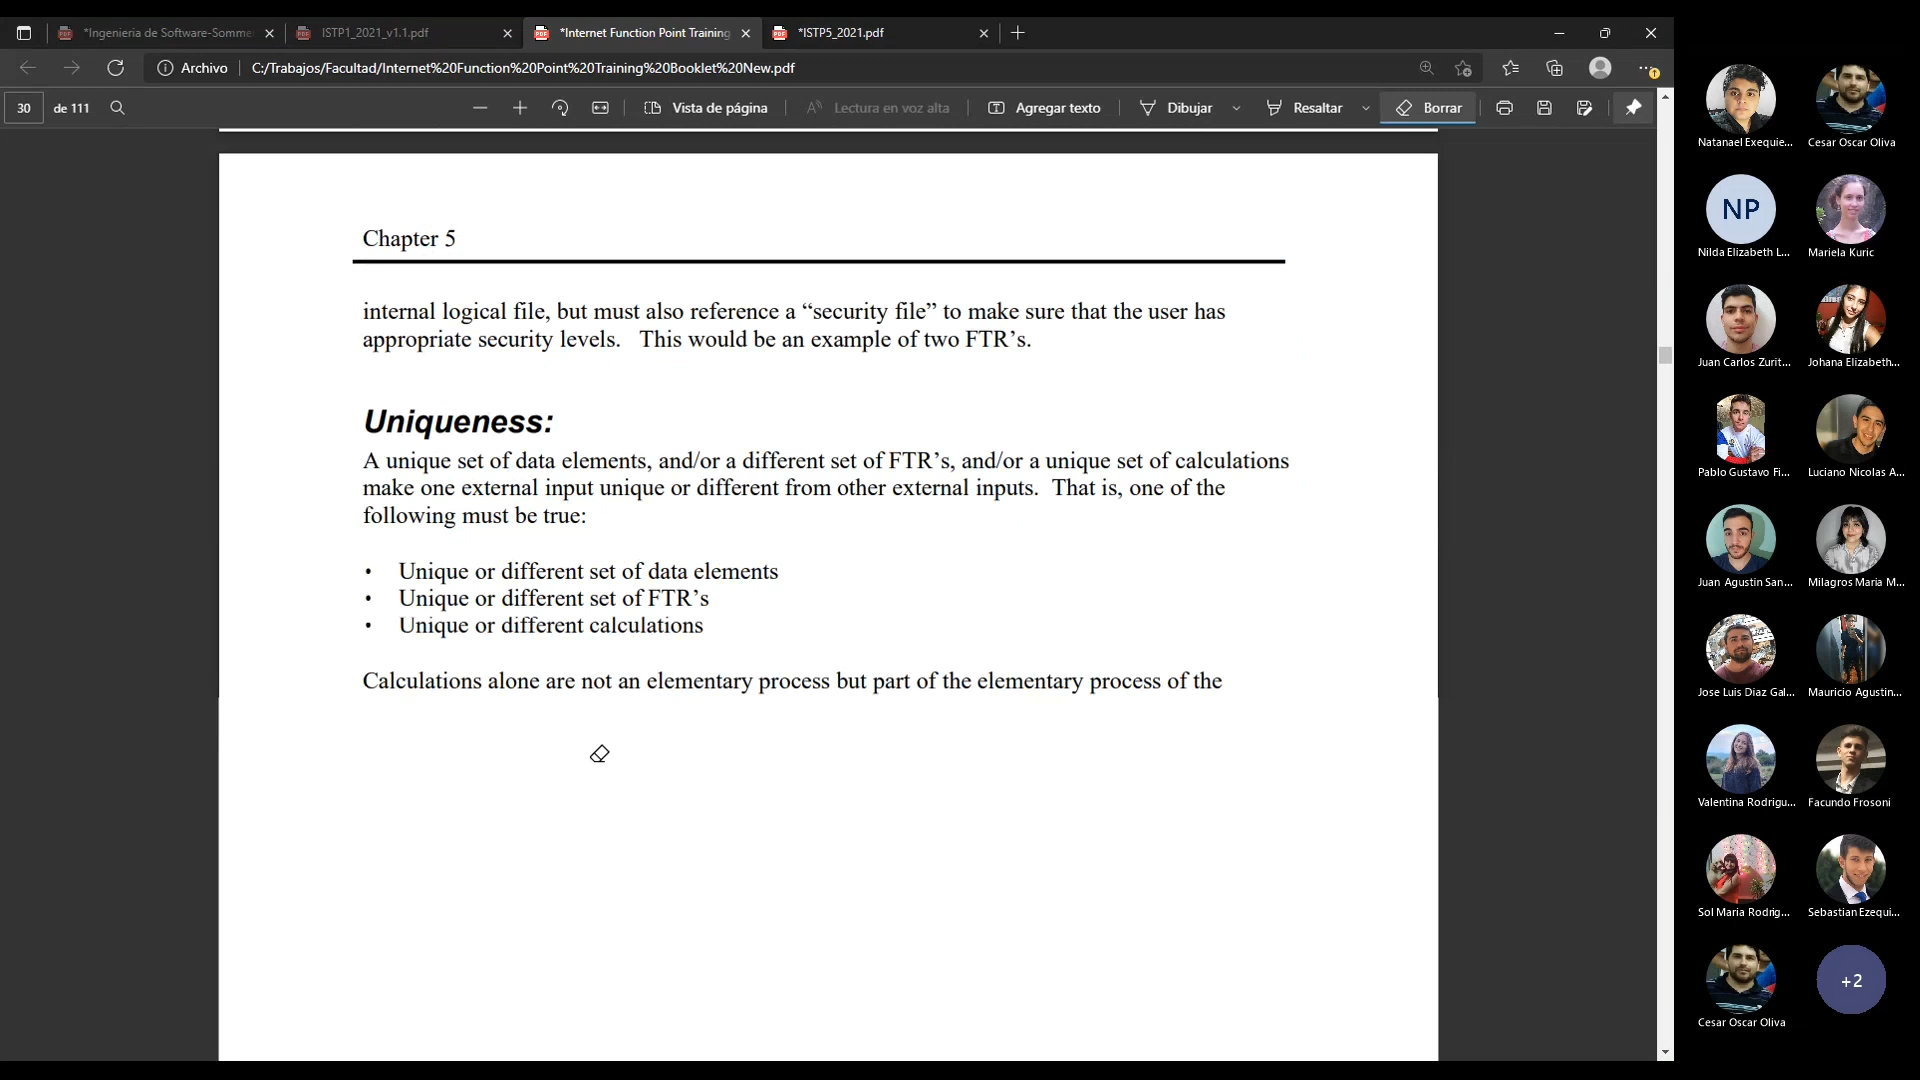 *Ingenieria de Software-Somme
ISTP1_2021_v1.1.pdf
*Internet Function Point Training
*ISTP5_2021.pdf
Archivo
C:/Trabajos/Facultad/Internet%20Function%20Point%20Training%20Booklet%20New.pdf
30 de 111
Vista de página
Lectura en voz alta
Agregar texto
Dibujar
Resaltar
Borrar
Chapter 5
internal logical file, but must also reference a “security file” to make sure that the user has
appropriate security levels. This would be an example of two FTR’s.
Uniqueness:
A unique set of data elements, and/or a different set of FTR’s, and/or a unique set of calculations
make one external input unique or different from other external inputs. That is, one of the
following must be true:
• Unique or different set of data elements
• Unique or different set of FTR’s
• Unique or different calculations
Calculations alone are not an elementary process but part of the elementary process of the
Natanael Exequie...
Cesar Oscar Oliva
NP
Nilda Elizabeth L...
Mariela Kuric
Juan Carlos Zurit...
Johana Elizabeth...
Pablo Gustavo Fi...
Luciano Nicolas A...
Juan Agustin San...
Milagros Maria M...
Jose Luis Diaz Gal...
Mauricio Agustin...
Valentina Rodrigu...
Facundo Frosoni
Sol Maria Rodrig...
Sebastian Ezequi...
Cesar Oscar Oliva
+2